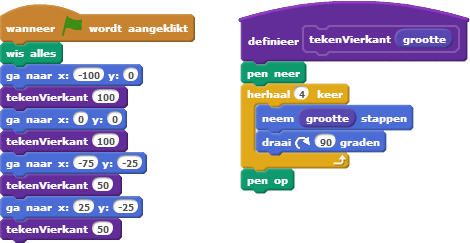 wanneer wordt aangeklikt
wis alles
ga naar x: -100 y: 0
tekenVierkant 100
ga naar x: 0 y: 0
tekenVierkant 100
ga naar x: -75 y: -25
tekenVierkant 50
ga naar x: 25 y: -25
tekenVierkant 50
definieer tekenVierkant grootte
pen neer
herhaal 4 keer
neem grootte stappen
draai 90 graden
pen op